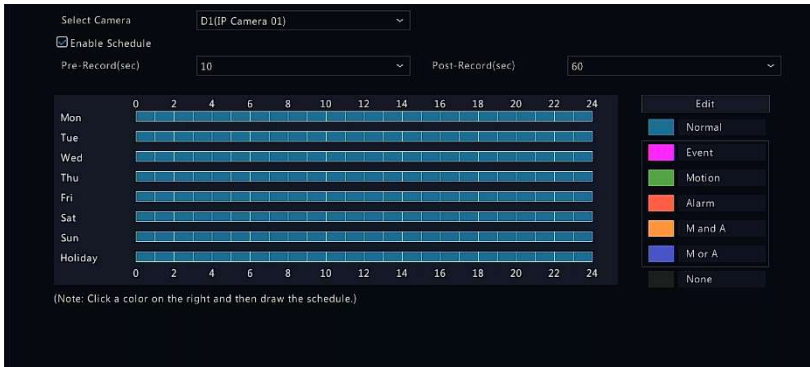 Select Camera D1(IP Camera 01)
Enable Schedule
Pre-Record(sec) 10 Post-Record(sec) 60
0 2 4 6 8 10 12 14 16 18 20 22 24 Edit
Mon
Normal
Tue
Event
Wed
Thu Motion
Fri
Alarm
Sat
M and A
Sun
M or A
Holiday
0 2 4 6 8 10 12 14 16 18 20 22 24 None
(Note: Click a color on the right and then draw the schedule.)